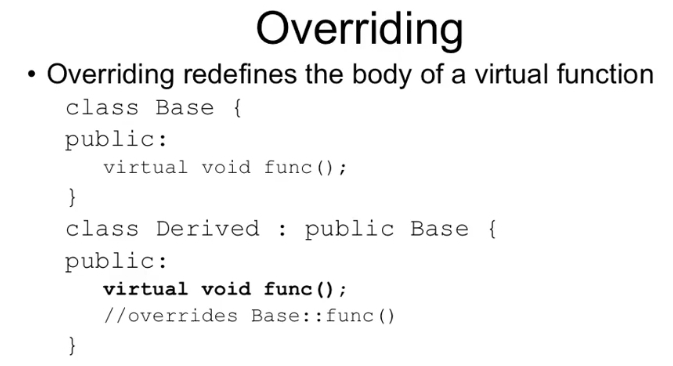 Overriding
• Overriding redefines the body of a virtual function
class Base {
public:
virtual void func();
}
class Derived : public Base {
public:
virtual void func();
//overrides Base::func()
}